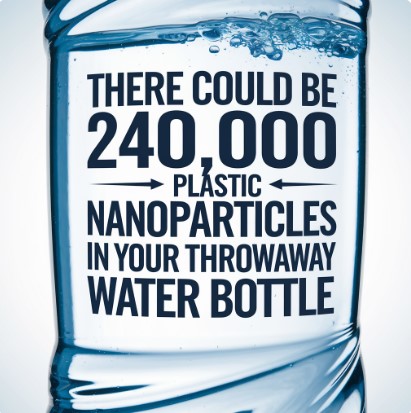 THERE COULD BE
240,000
PLASTIC
NANOPARTICLES
IN YOUR THROWAWAY
WATER BOTTLE